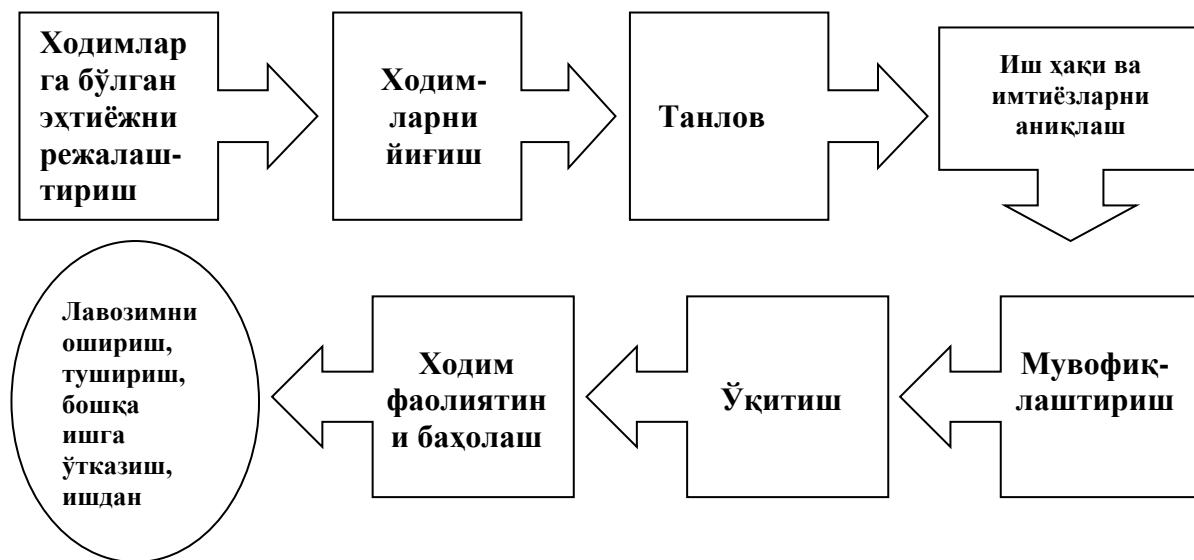 Ходимлар
га бўлган
эҳтиёжни
режалаш-
тириш
Ходим-
ларни
йиғиш
Танлов
Иш ҳақи ва
имтиёзларни
аниқлаш
Мувофиқ-
лаштириш
Ўқитиш
Ходим
фаолиятин
и баҳолаш
Лавозимни
ошириш,
тушириш,
бошқа
ишга
ўтказиш,
ишдан